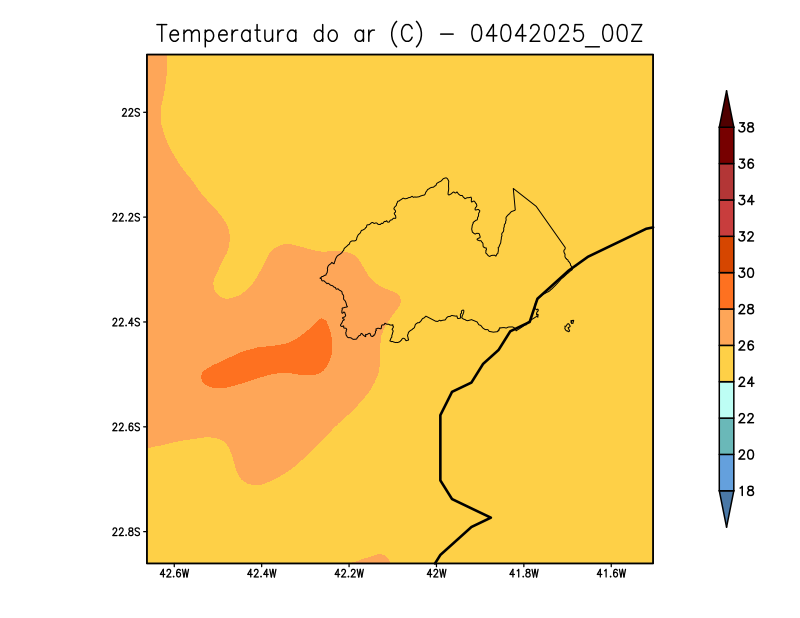 Temperatura do ar (C) - 04042025_00Z
22S
22.2S
22.4S
22.6S
22.8S
42.6W
42.4W
42.2W
42W
41.8W
41.6W
38
36
34
32
30
28
26
24
22
20
18